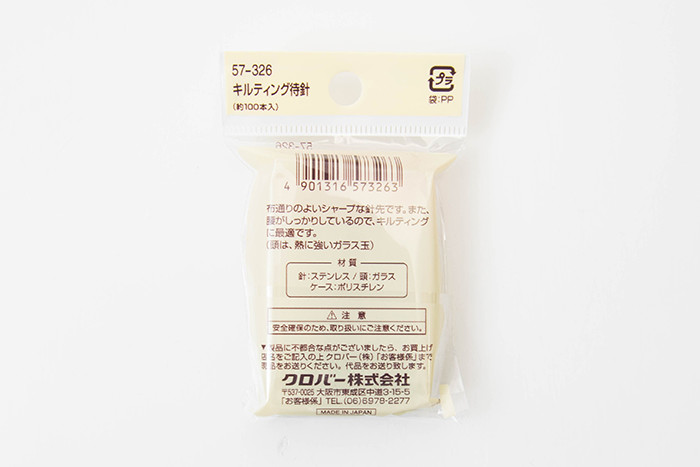 57-326
キルティング待針
(約100本入)
プラ
袋:PP
57-326
4 901316 573263
布通りのよいシャープな針先です。また、
腰がしっかりしているので、キルティング
に最適です。
(頭は、熱に強いガラス玉)
材質
針:ステンレス/頭:ガラス
ケース:ポリスチレン
⚠ 注意
安全確保のため、取り扱いにご注意ください。
▼製品に不都合な点がございましたら、お買上げ
店名をご記入の上クロバー(株)「お客様係」まで
商品をお送りください。代品をお送り致します。
クロバー株式会社
〒537-0025 大阪市東成区中道3-15-5
「お客様係」TEL.(06)6978-2277
MADE IN JAPAN